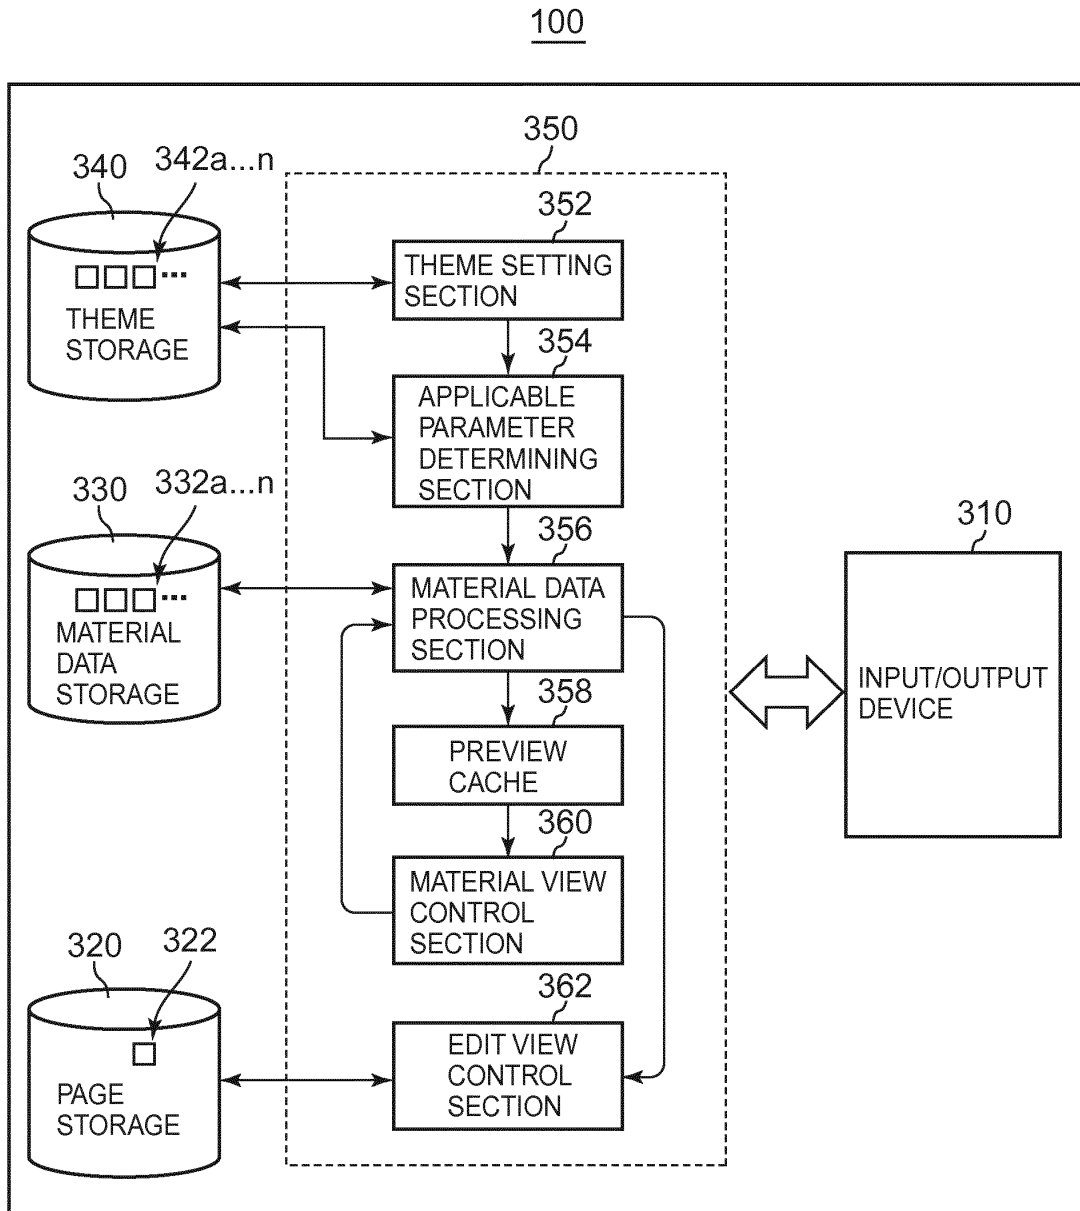 100
350
340
342a...n
352
THEME SETTING
SECTION
THEME
STORAGE
354
APPLICABLE
PARAMETER
DETERMINING
SECTION
330
332a...n
356
310
MATERIAL DATA
PROCESSING
SECTION
MATERIAL
DATA
STORAGE
358
INPUT/OUTPUT
DEVICE
PREVIEW
CACHE
360
MATERIAL VIEW
CONTROL
SECTION
320
322
362
EDIT VIEW
CONTROL
SECTION
PAGE
STORAGE